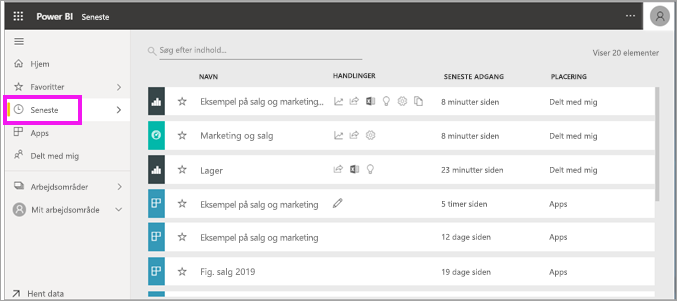 Power BI Seneste ...
Søg efter indhold...
Viser 20 elementer
Hjem
Favoritter
Seneste
Apps
Delt med mig
Arbejdsområder
Mit arbejdsområde
Hent data
NAVN HANDLINGER SENESTE ADGANG PLACERING
Eksempel på salg og marketing... 8 minutter siden Delt med mig
Marketing og salg 8 minutter siden Delt med mig
Lager 23 minutter siden Delt med mig
Eksempel på salg og marketing 5 timer siden Apps
Eksempel på salg og marketing 12 dage siden Apps
Fig. salg 2019 19 dage siden Apps